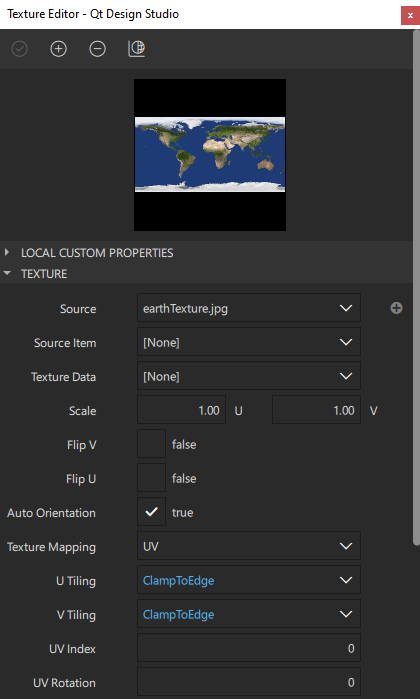 Texture Editor - Qt Design Studio
LOCAL CUSTOM PROPERTIES
TEXTURE
Source earthTexture.jpg
Source Item [None]
Texture Data [None]
Scale 1.00 U 1.00 V
Flip V false
Flip U false
Auto Orientation true
Texture Mapping UV
U Tiling ClampToEdge
V Tiling ClampToEdge
UV Index 0
UV Rotation 0